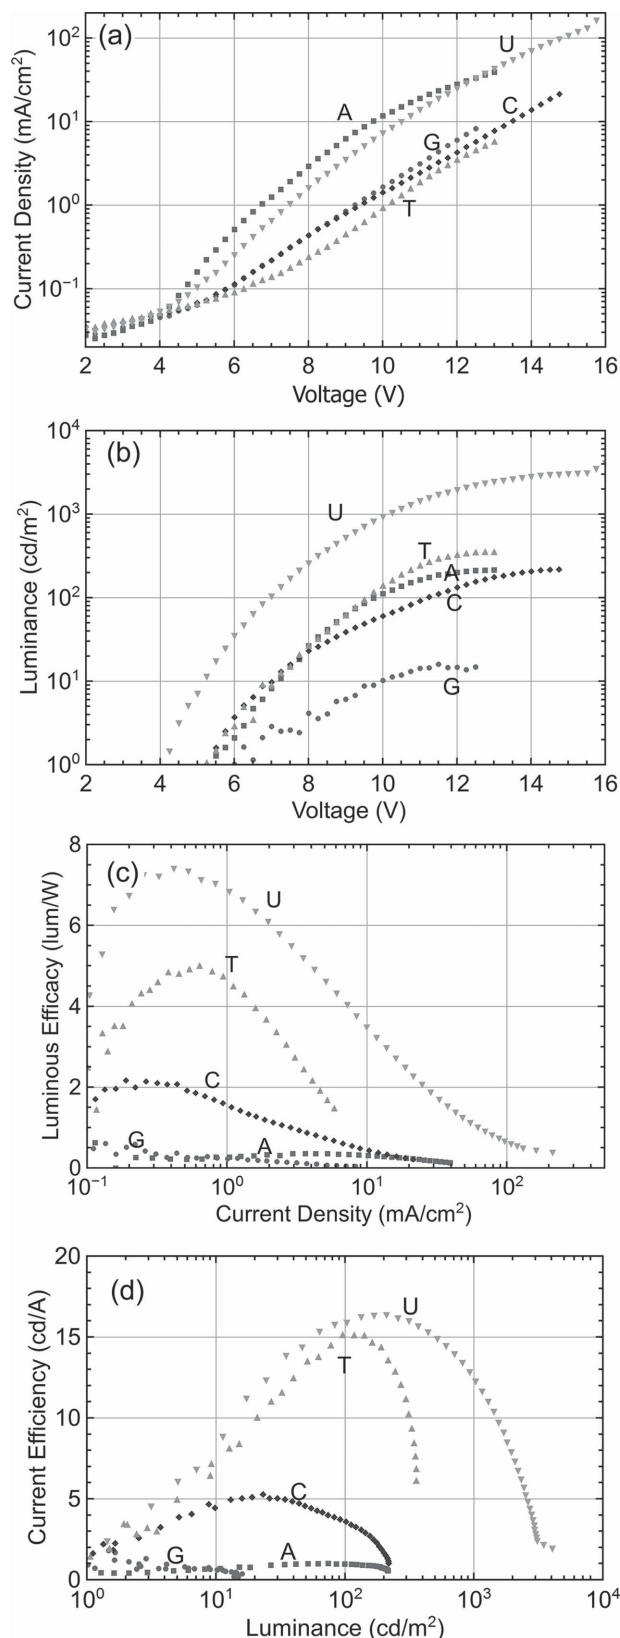 (a)
U
A
C
G
T
Current Density (mA/cm²)
10²
10¹
10⁰
10⁻¹
2 4 6 8 10 12 14 16
Voltage (V)
(b)
U
T
A
C
G
Luminance (cd/m²)
10⁴
10³
10²
10¹
10⁰
2 4 6 8 10 12 14 16
Voltage (V)
(c)
U
T
C
G
A
Luminous Efficacy (lum/W)
8
6
4
2
0
10⁻¹ 10⁰ 10¹ 10²
Current Density (mA/cm²)
(d)
U
T
C
G
A
Current Efficiency (cd/A)
20
15
10
5
0
10⁰ 10¹ 10² 10³ 10⁴
Luminance (cd/m²)